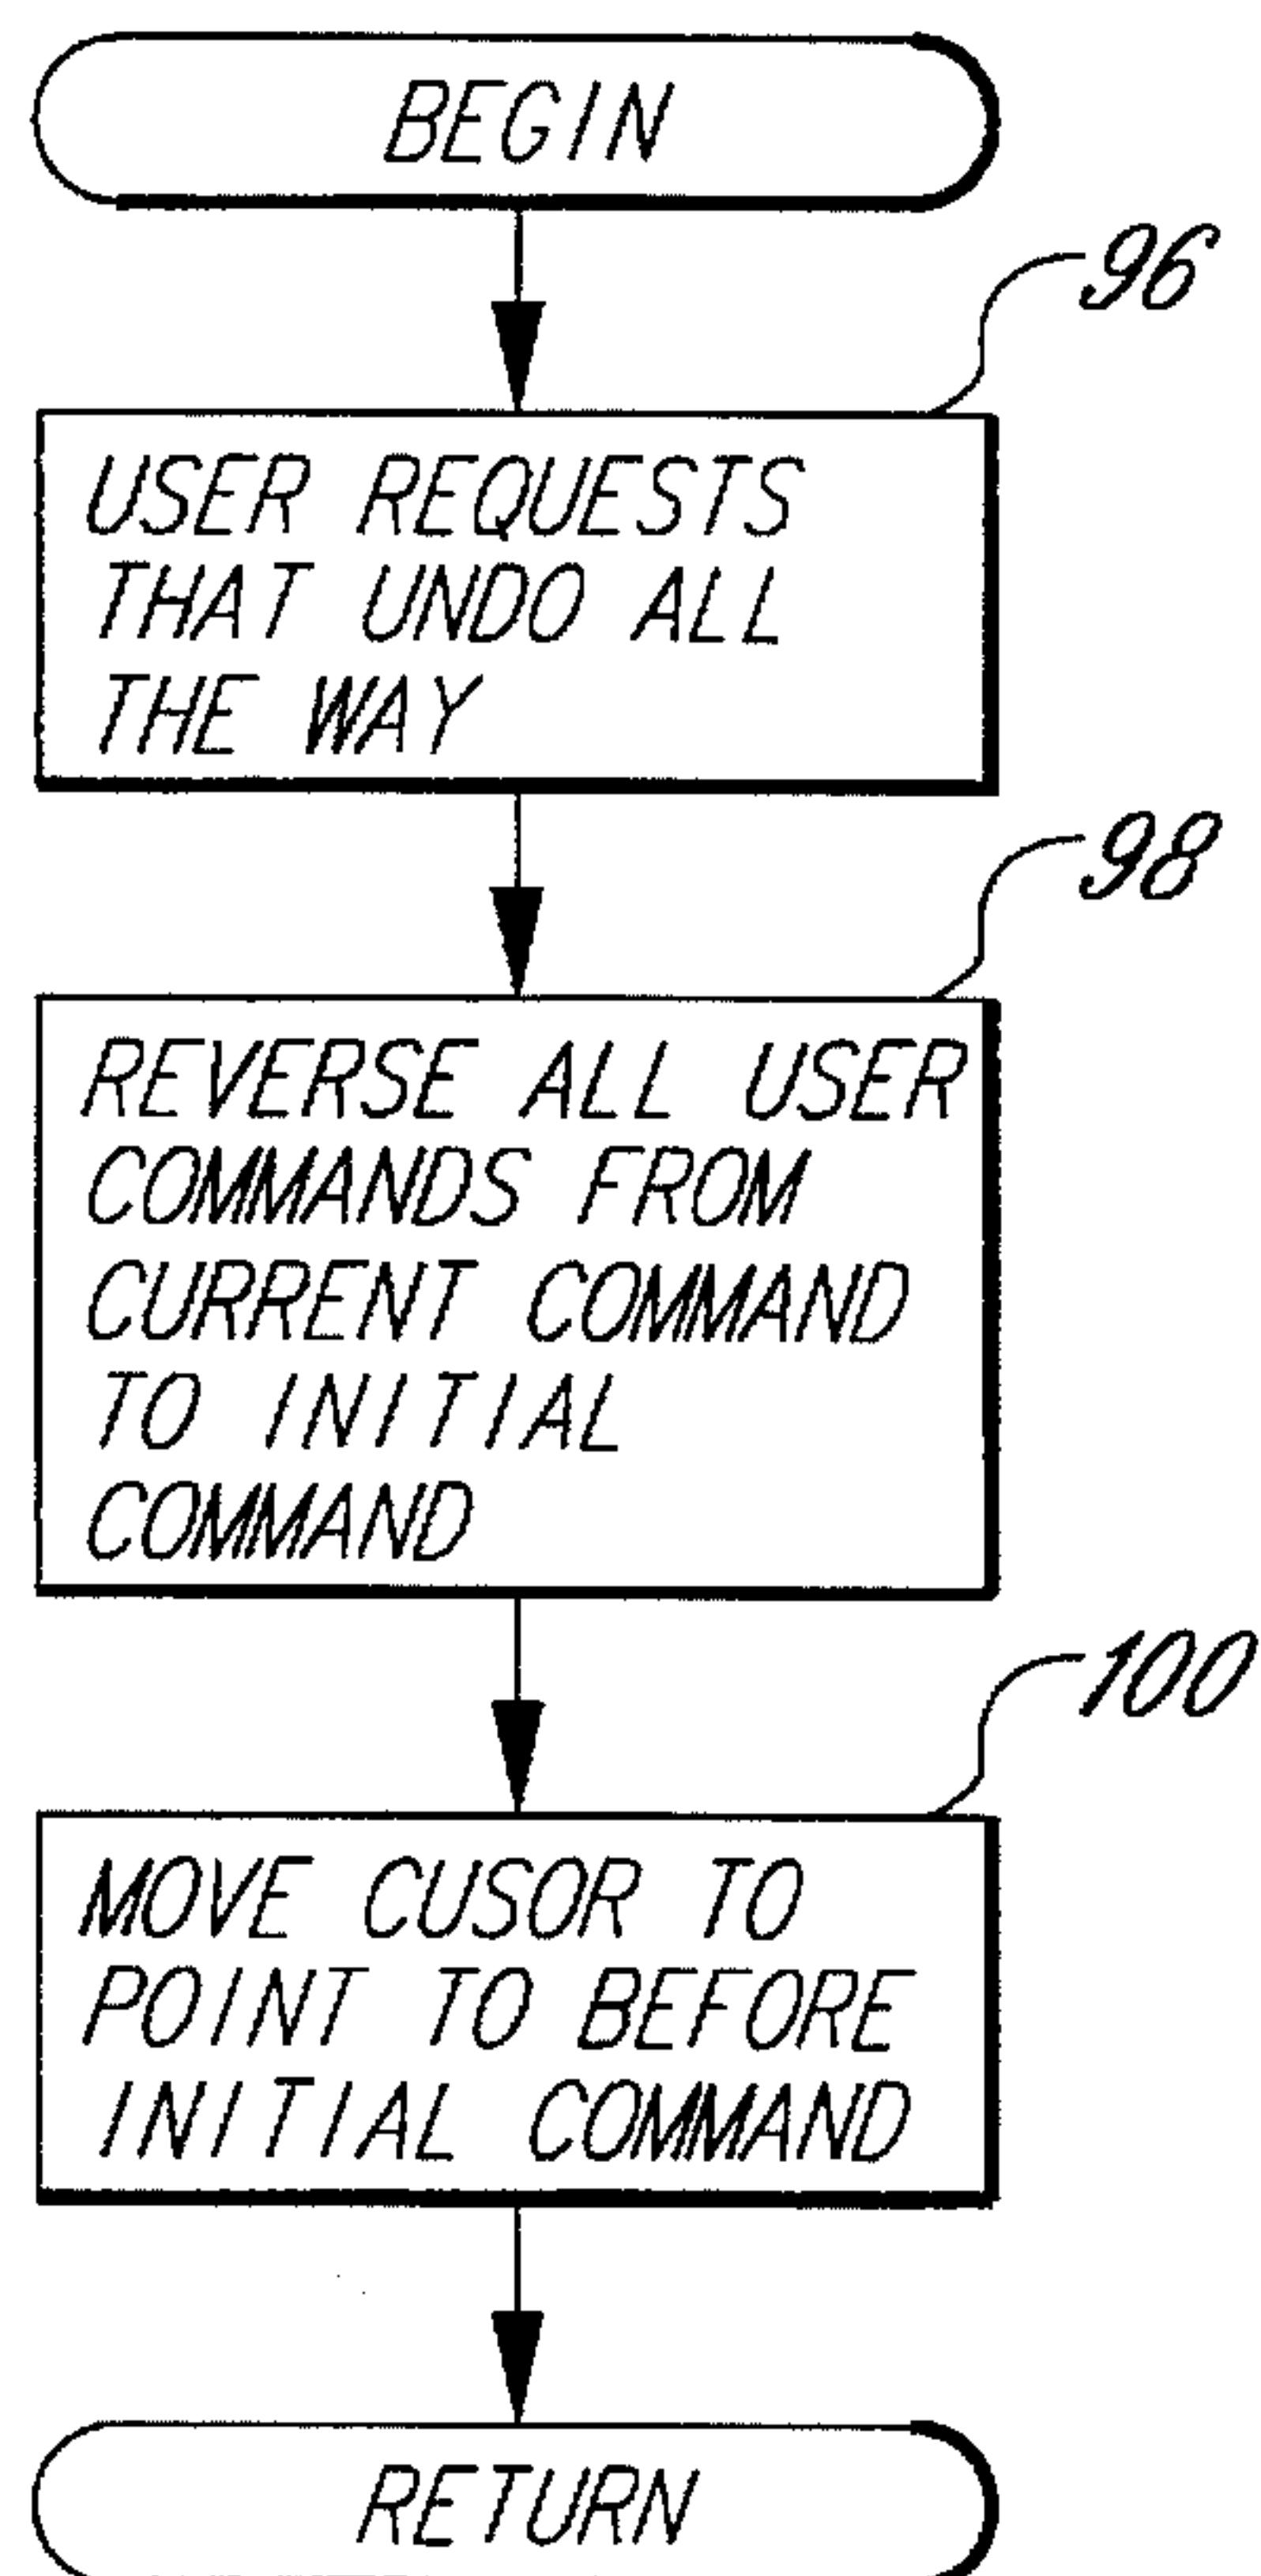 BEGIN
96
USER REQUESTS
THAT UNDO ALL
THE WAY
98
REVERSE ALL USER
COMMANDS FROM
CURRENT COMMAND
TO INITIAL
COMMAND
100
MOVE CUSOR TO
POINT TO BEFORE
INITIAL COMMAND
RETURN